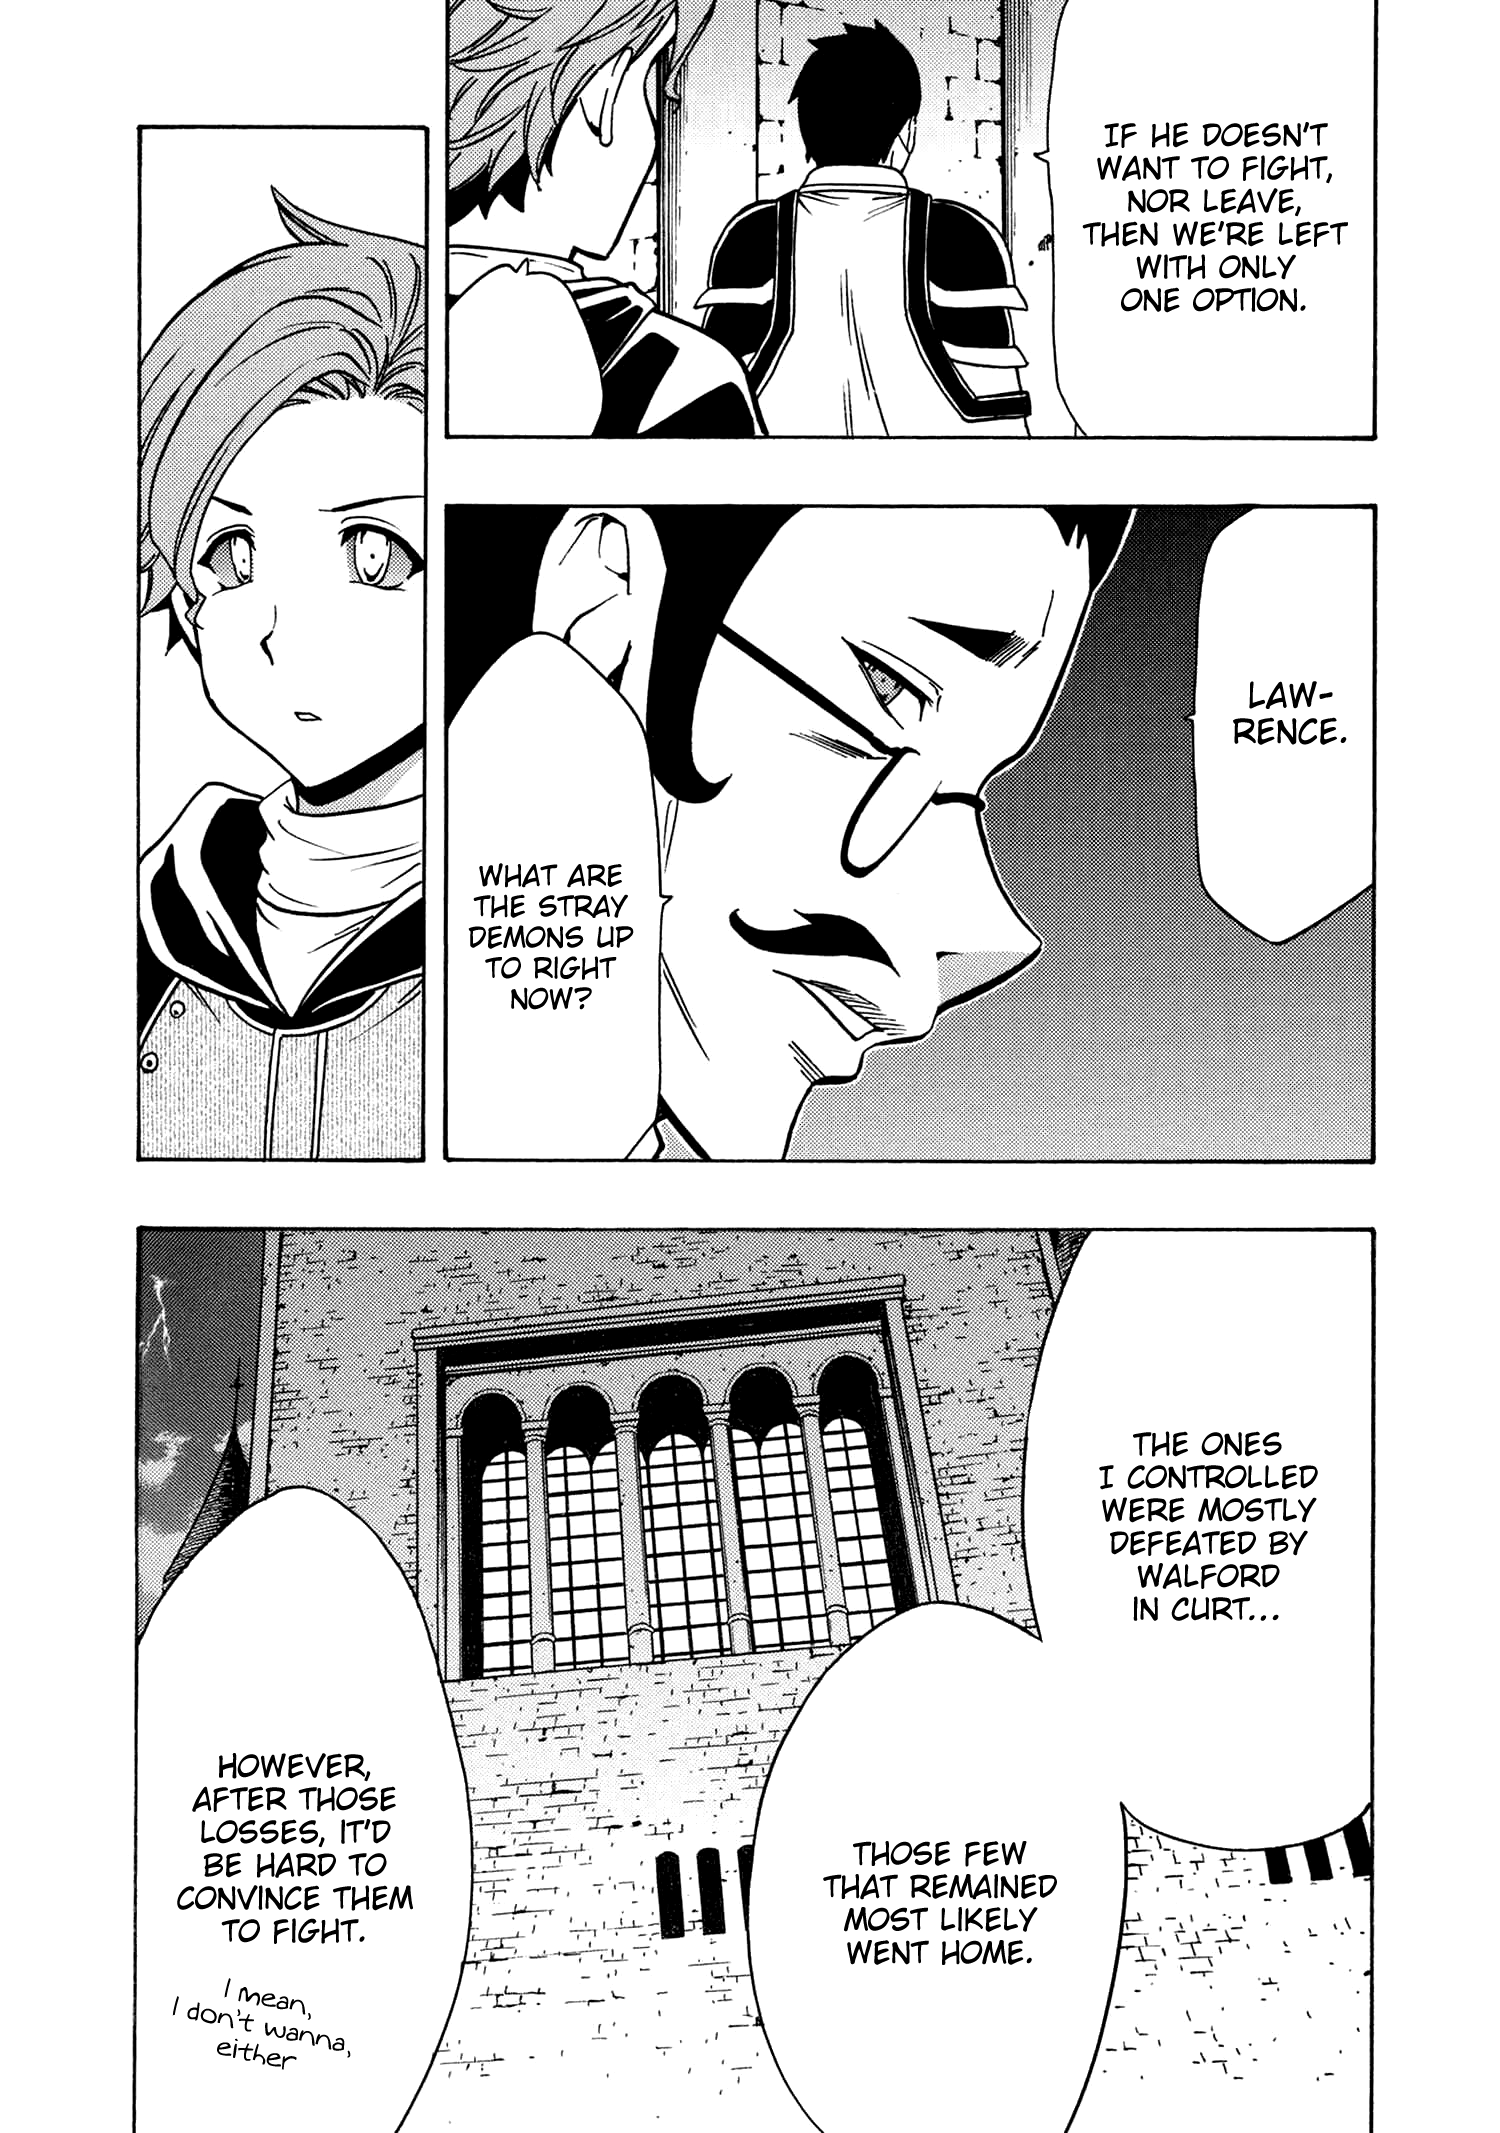 IF HE DOESN'T
WANT TO FIGHT,
NOR LEAVE,
THEN WE'RE LEFT
WITH ONLY
ONE OPTION.
LAW-
RENCE.
WHAT ARE
THE STRAY
DEMONS UP
TO RIGHT
NOW?
THE ONES
I CONTROLLED
WERE MOSTLY
DEFEATED BY
WALFORD
IN CURT...
THOSE FEW
THAT REMAINED
MOST LIKELY
WENT HOME.
HOWEVER,
AFTER THOSE
LOSSES, IT'D
BE HARD TO
CONVINCE THEM
TO FIGHT.
I mean,
I don't wanna,
either